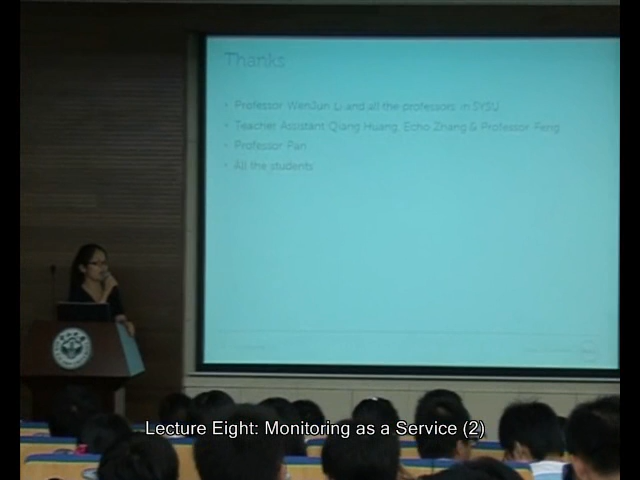 Thanks
• Professor WenJun Li and all the professors in SYSU
• Teacher Assistant Qiang Huang, Echo Zhang & Professor Feng
• Professor Pan
• All the students
Lecture Eight: Monitoring as a Service (2)